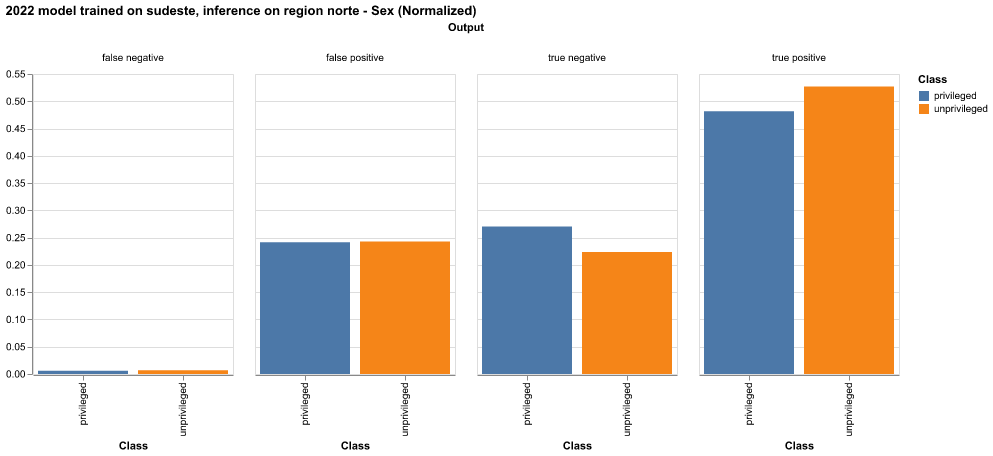 2022 model trained on sudeste, inference on region norte - Sex (Normalized)
Output
false negative
false positive
true negative
true positive
0.55
0.50
0.45
0.40
0.35
0.30
0.25
0.20
0.15
0.10
0.05
0.00
privileged
unprivileged
privileged
unprivileged
privileged
unprivileged
privileged
unprivileged
Class
Class
Class
Class
Class
privileged
unprivileged